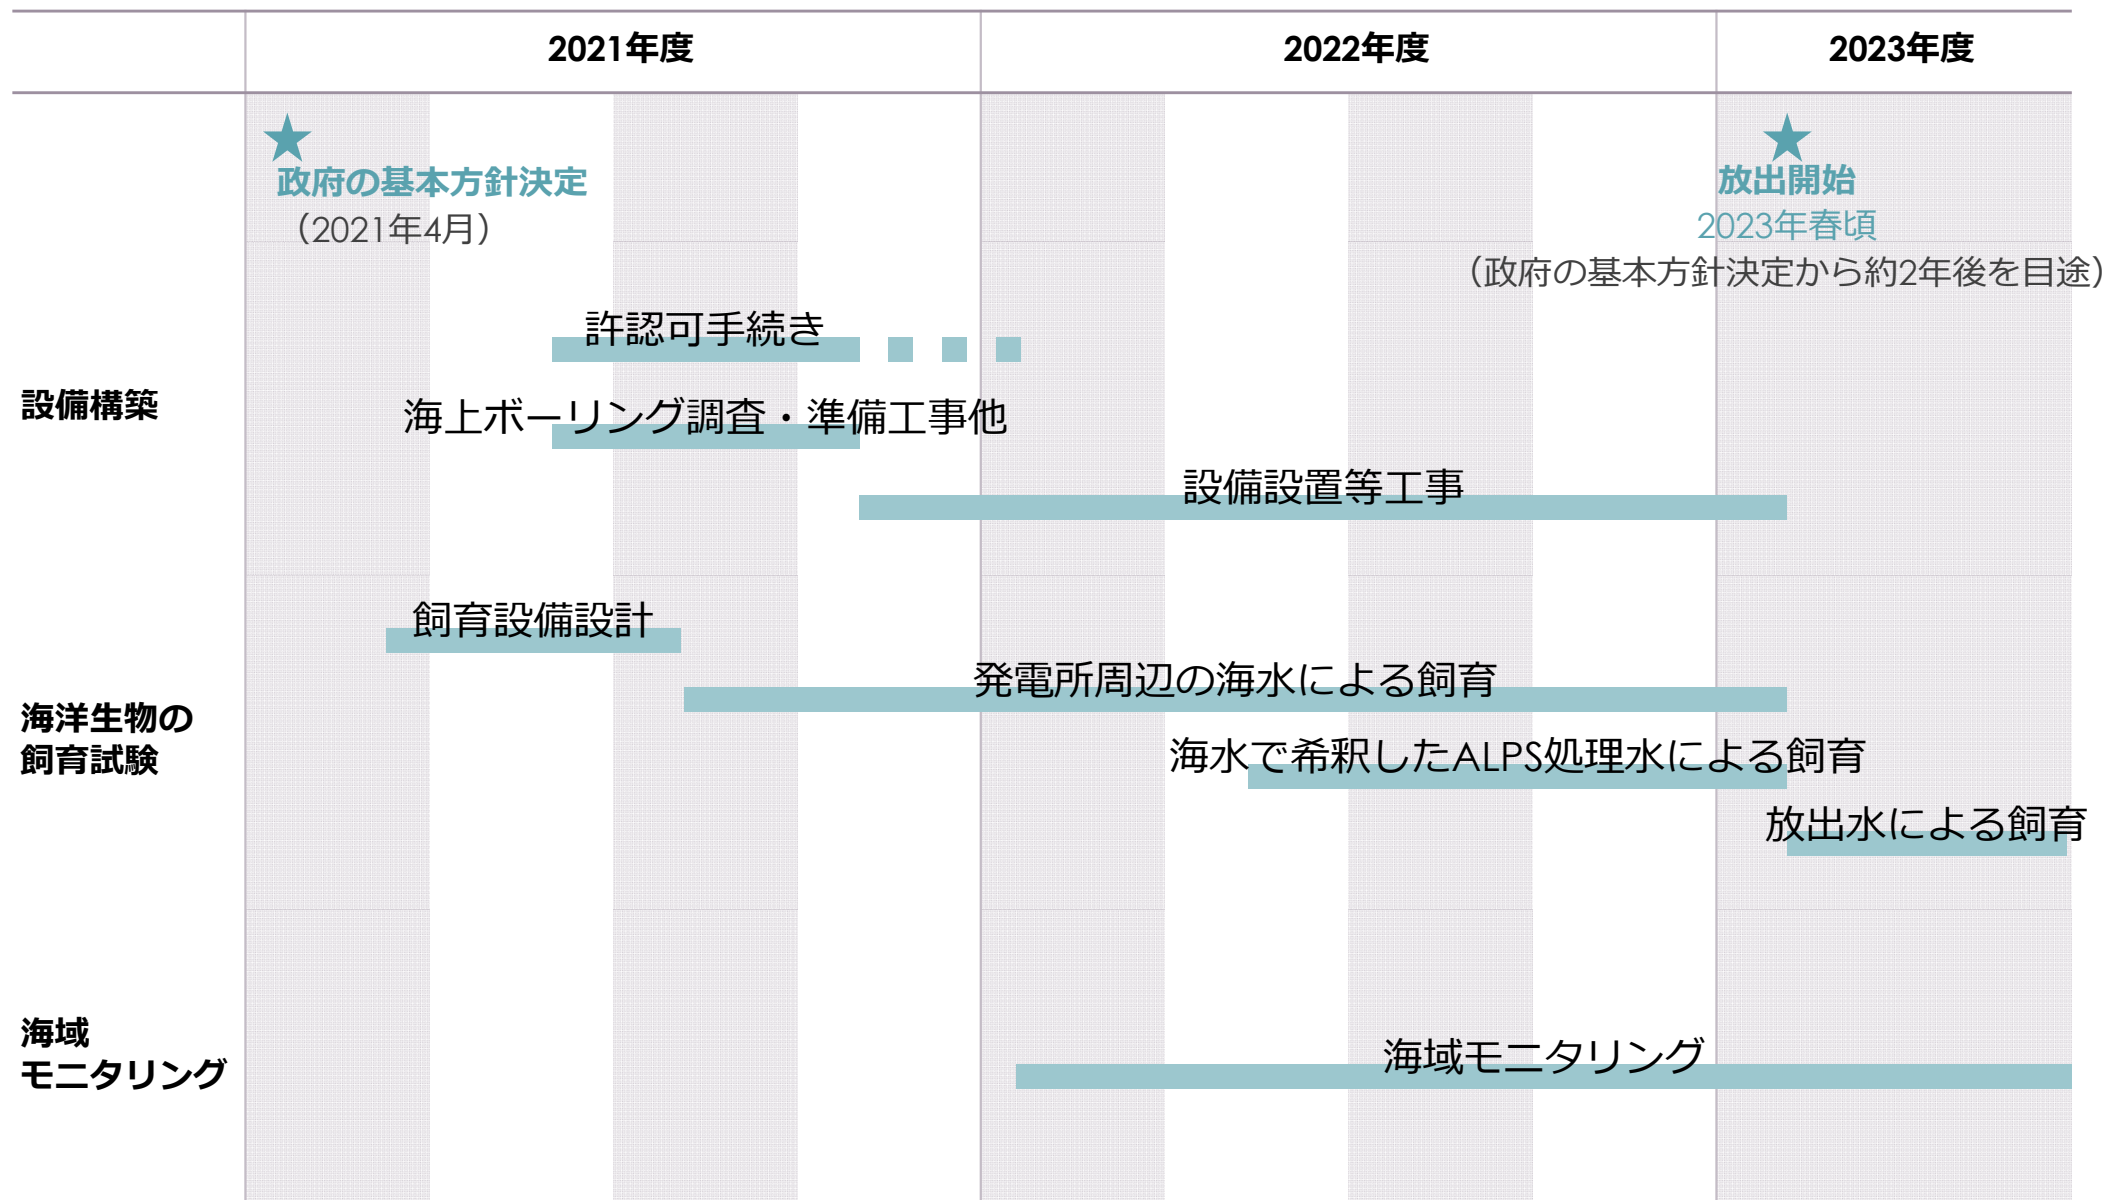 2021年度
2022年度
2023年度
政府の基本方針決定
（2021年4月）
放出開始
2023年春頃
（政府の基本方針決定から約2年後を目途）
設備構築
許認可手続き
海上ボーリング調査・準備工事他
設備設置等工事
海洋生物の
飼育試験
飼育設備設計
発電所周辺の海水による飼育
海水で希釈したALPS処理水による飼育
放出水による飼育
海域
モニタリング
海域モニタリング